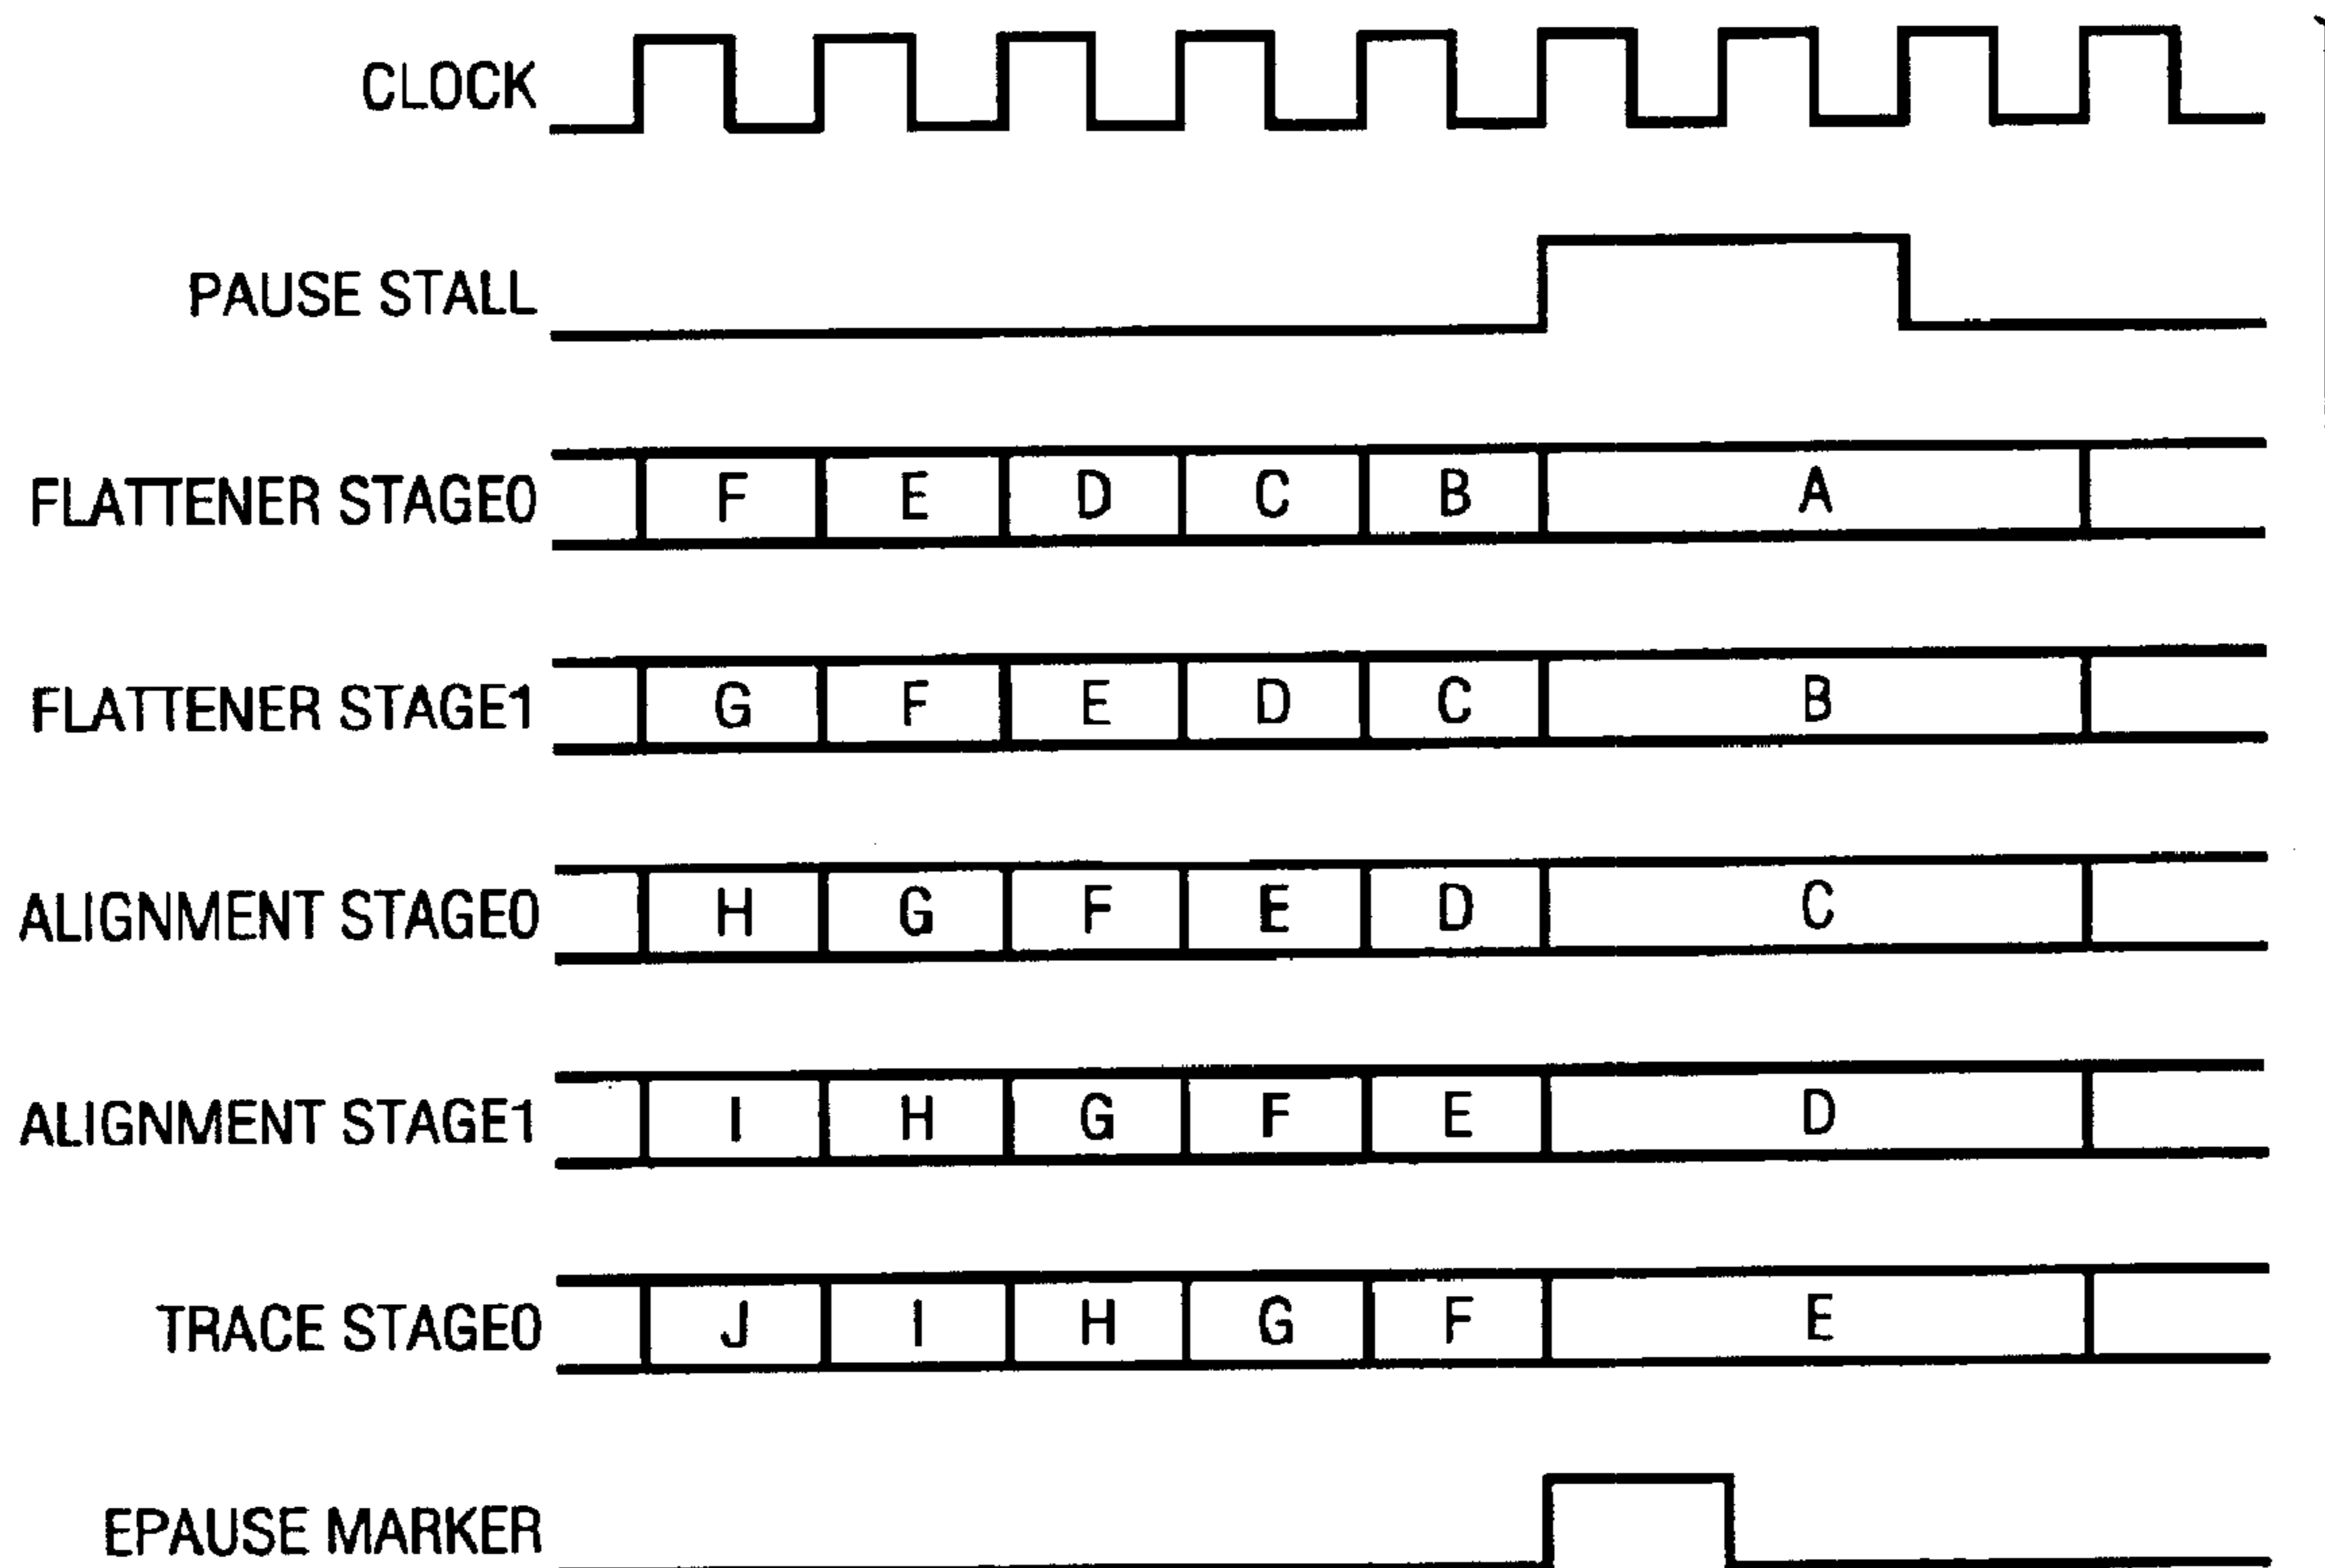 CLOCK
PAUSE STALL
FLATTENER STAGE0 F E D C B A
FLATTENER STAGE1 G F E D C B
ALIGNMENT STAGE0 H G F E D C
ALIGNMENT STAGE1 I H G F E D
TRACE STAGE0 J I H G F E
EPAUSE MARKER